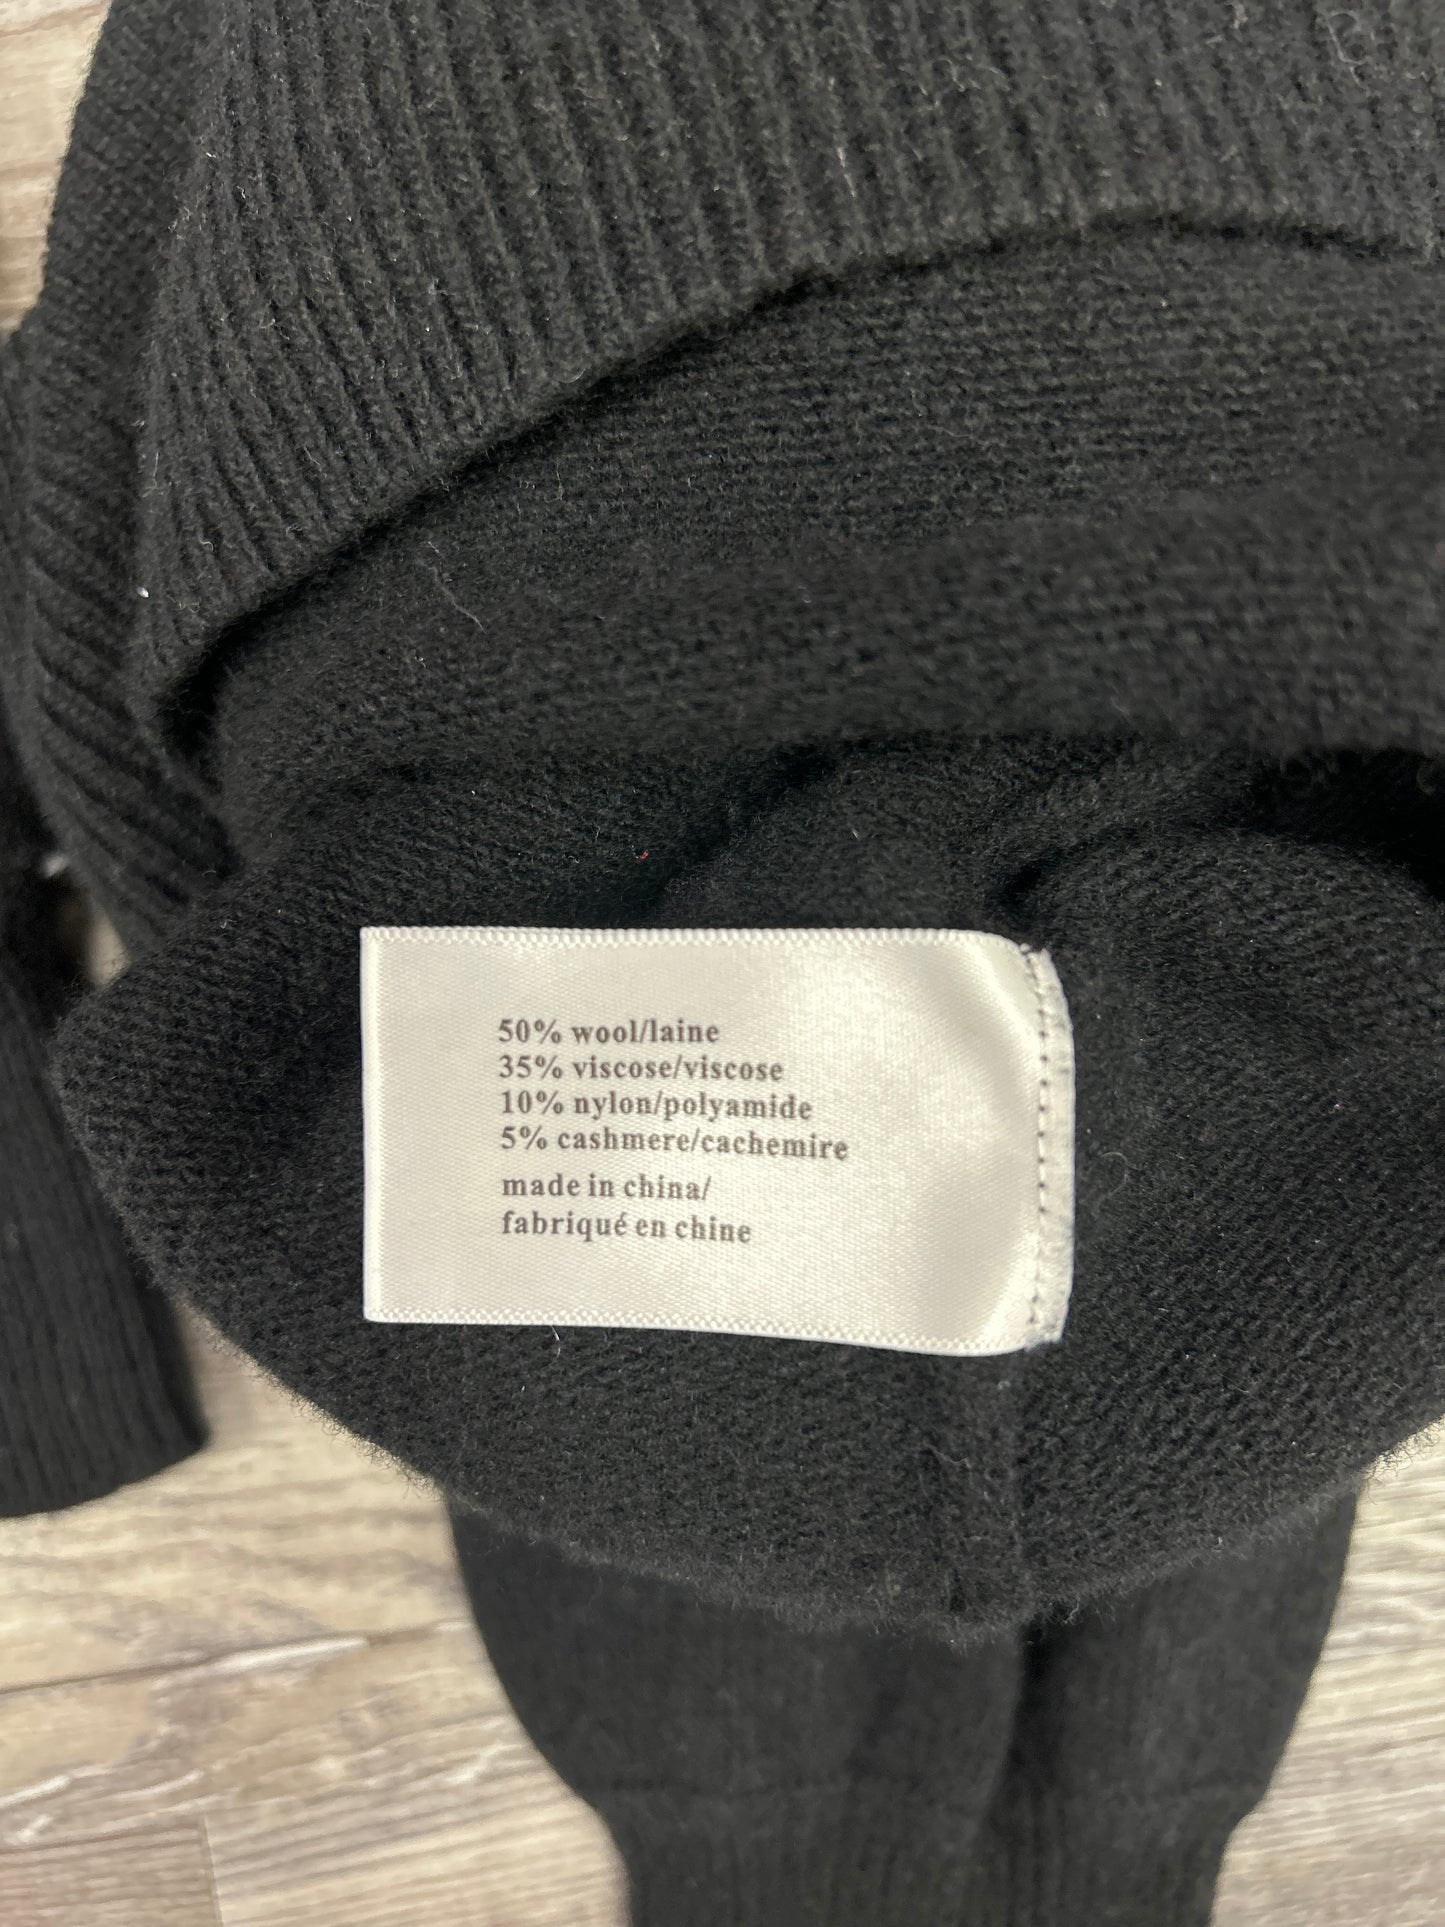 50% wool/laine
35% viscose/viscose
10% nylon/polyamide
5% cashmere/cachemire
made in china/
fabriqué en chine